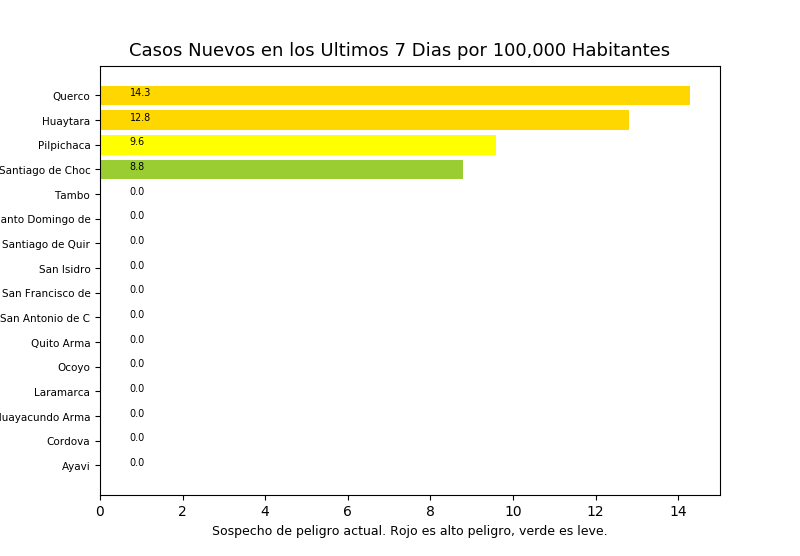 Casos Nuevos en los Ultimos 7 Dias por 100,000 Habitantes
Querco 14.3
Huaytara 12.8
Pilpichaca 9.6
Santiago de Choc 8.8
Tambo 0.0
anto Domingo de 0.0
Santiago de Quir 0.0
San Isidro 0.0
San Francisco de 0.0
San Antonio de C 0.0
Quito Arma 0.0
Ocoyo 0.0
Laramarca 0.0
Huayacundo Arma 0.0
Cordova 0.0
Ayavi 0.0
0 2 4 6 8 10 12 14
Sospecho de peligro actual. Rojo es alto peligro, verde es leve.